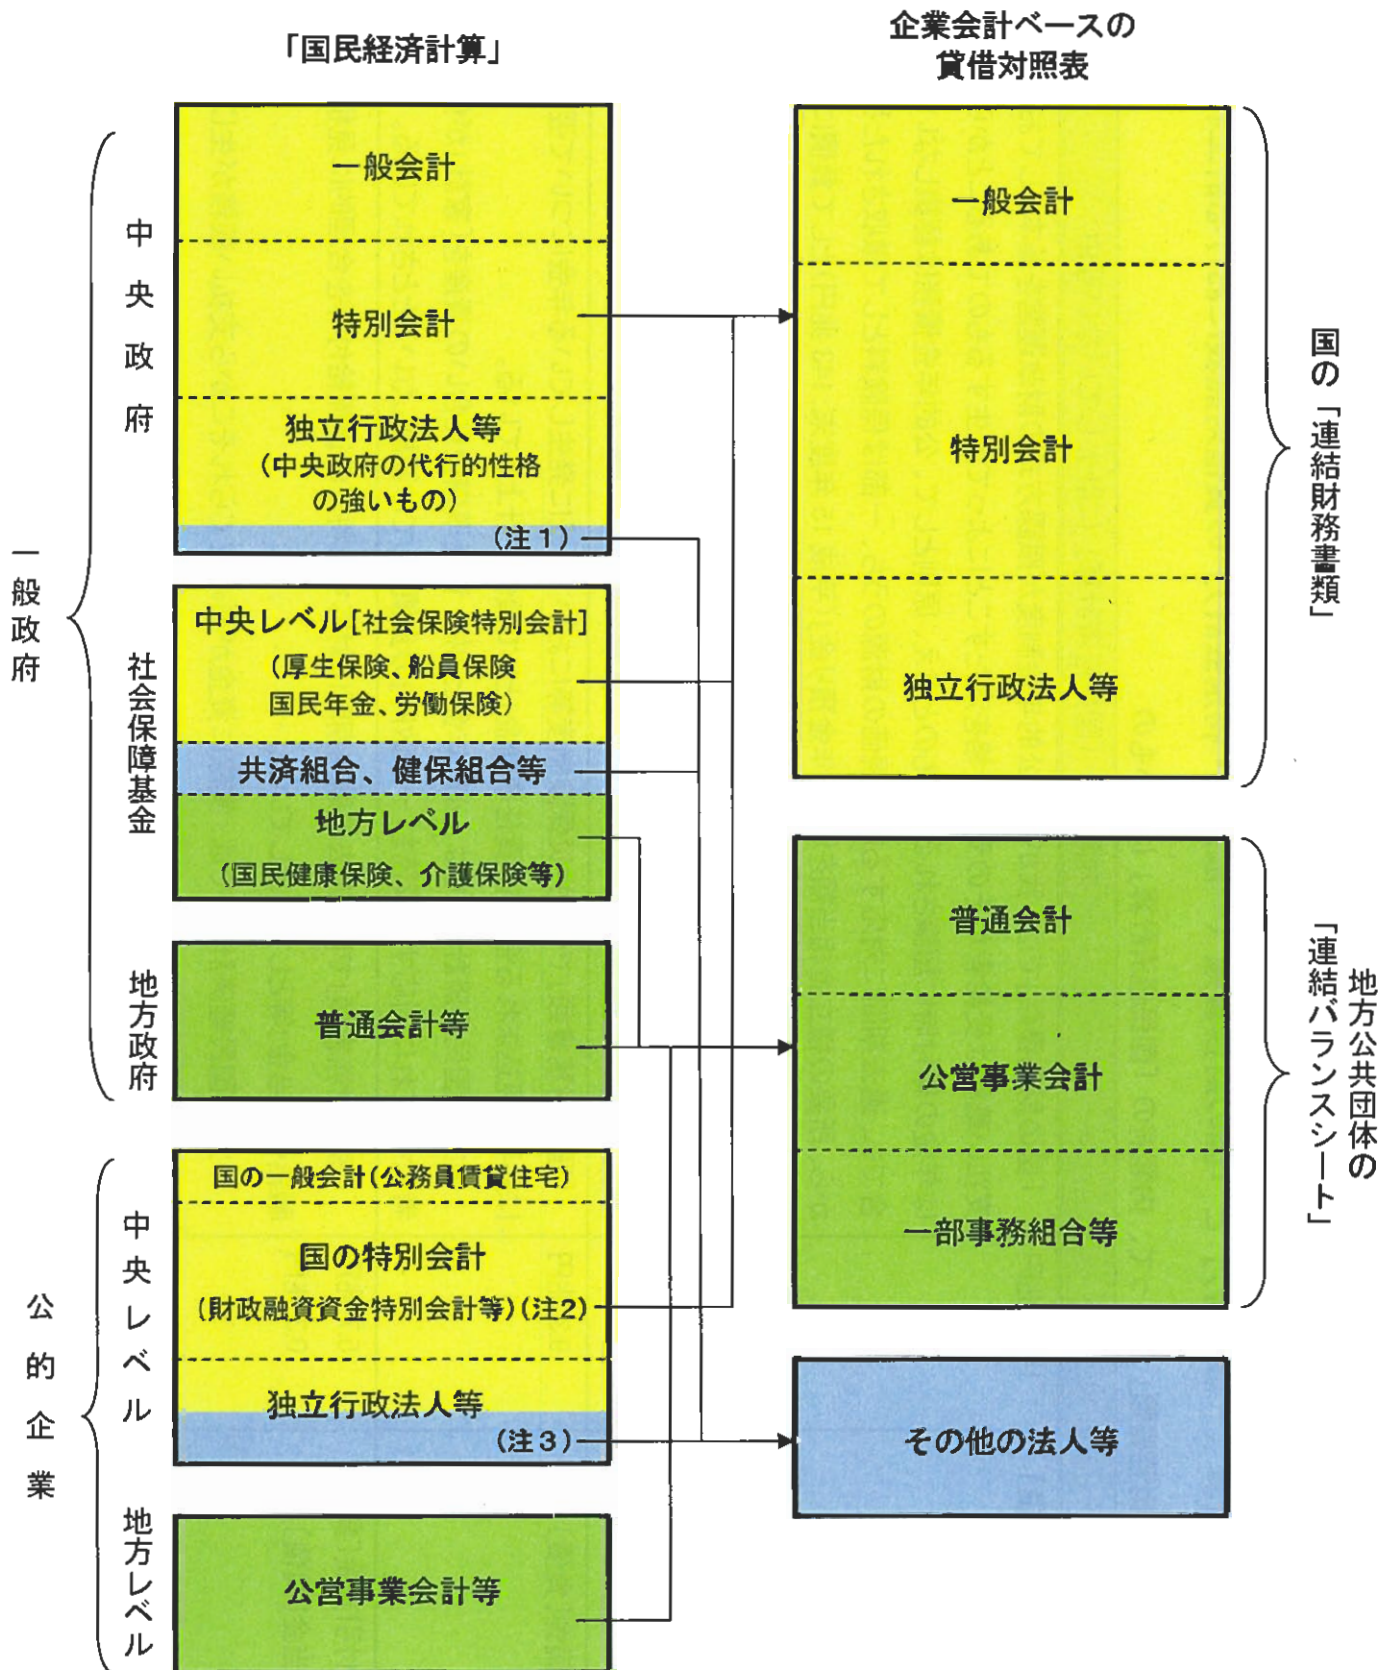 「国民経済計算」
企業会計ベースの
貸借対照表
一般政府
中央政府
一般会計
特別会計
独立行政法人等
(中央政府の代行的性格
の強いもの)
(注1)
社会保障基金
中央レベル[社会保険特別会計]
(厚生保険、船員保険
国民年金、労働保険)
共済組合、健保組合等
地方レベル
(国民健康保険、介護保険等)
地方政府
普通会計等
公的企業
中央レベル
国の一般会計(公務員賃貸住宅)
国の特別会計
(財政融資資金特別会計等)(注2)
独立行政法人等
(注3)
地方レベル
公営事業会計等
一般会計
特別会計
独立行政法人等
国の「連結財務書類」
普通会計
公営事業会計
一部事務組合等
地方公共団体の
「連結バランスシート」
その他の法人等